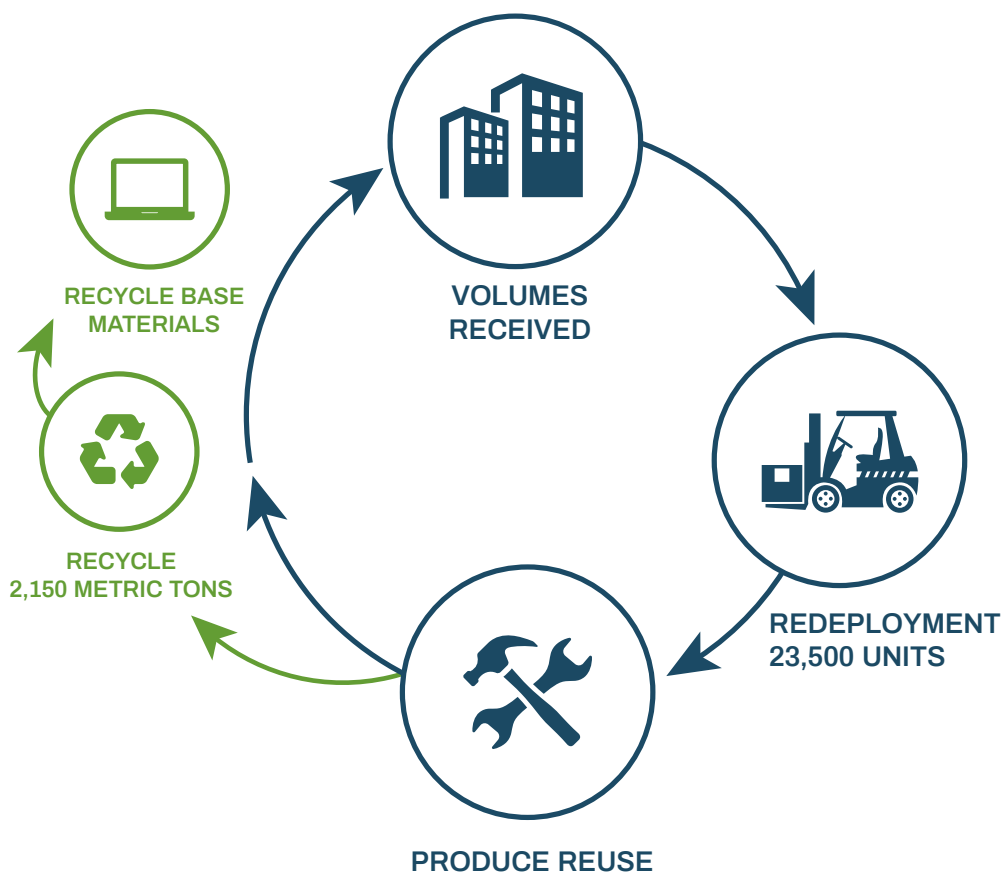 VOLUMES
RECEIVED
REDEPLOYMENT
23,500 UNITS
PRODUCE REUSE
RECYCLE
2,150 METRIC TONS
RECYCLE BASE
MATERIALS